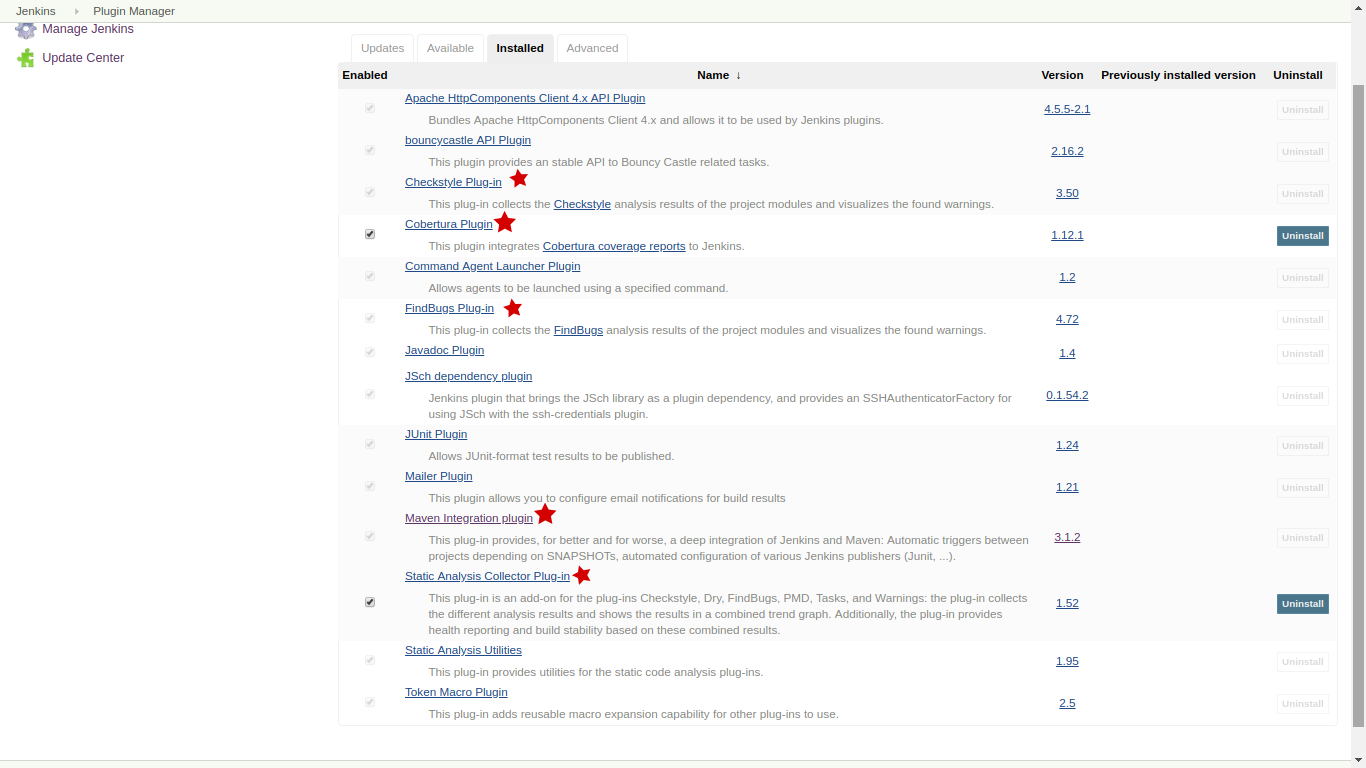 Jenkins Plugin Manager
Manage Jenkins
Update Center
Updates Available Installed Advanced
Enabled Name ↓ Version Previously installed version Uninstall
Apache HttpComponents Client 4.x API Plugin
Bundles Apache HttpComponents Client 4.x and allows it to be used by Jenkins plugins.
4.5.5-2.1 Uninstall
bouncycastle API Plugin
This plugin provides an stable API to Bouncy Castle related tasks.
2.16.2 Uninstall
Checkstyle Plug-in
This plug-in collects the Checkstyle analysis results of the project modules and visualizes the found warnings.
3.50 Uninstall
Cobertura Plugin
This plugin integrates Cobertura coverage reports to Jenkins.
1.12.1 Uninstall
Command Agent Launcher Plugin
Allows agents to be launched using a specified command.
1.2 Uninstall
FindBugs Plug-in
This plug-in collects the FindBugs analysis results of the project modules and visualizes the found warnings.
4.72 Uninstall
Javadoc Plugin
1.4 Uninstall
JSch dependency plugin
Jenkins plugin that brings the JSch library as a plugin dependency, and provides an SSHAuthenticatorFactory for
using JSch with the ssh-credentials plugin.
0.1.54.2 Uninstall
JUnit Plugin
Allows JUnit-format test results to be published.
1.24 Uninstall
Mailer Plugin
This plugin allows you to configure email notifications for build results
1.21 Uninstall
Maven Integration plugin
This plug-in provides, for better and for worse, a deep integration of Jenkins and Maven: Automatic triggers between
projects depending on SNAPSHOTs, automated configuration of various Jenkins publishers (Junit, ...).
3.1.2 Uninstall
Static Analysis Collector Plug-in
This plug-in is an add-on for the plug-ins Checkstyle, Dry, FindBugs, PMD, Tasks, and Warnings: the plug-in collects
the different analysis results and shows the results in a combined trend graph. Additionally, the plug-in provides
health reporting and build stability based on these combined results.
1.52 Uninstall
Static Analysis Utilities
This plug-in provides utilities for the static code analysis plug-ins.
1.95 Uninstall
Token Macro Plugin
This plug-in adds reusable macro expansion capability for other plug-ins to use.
2.5 Uninstall